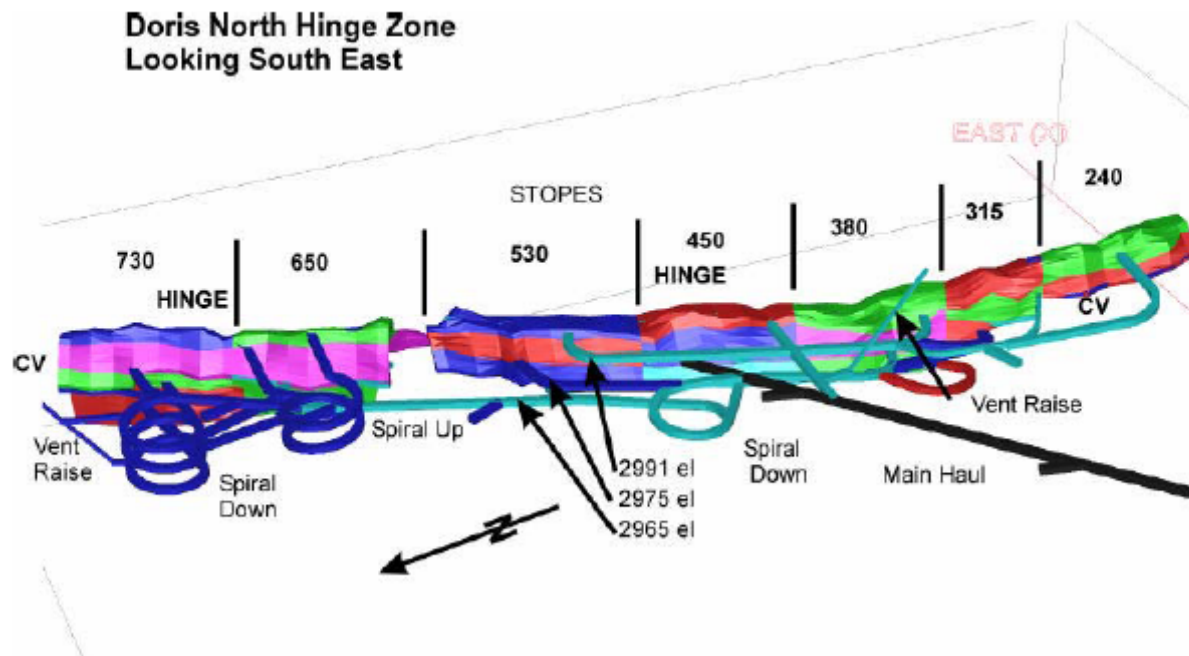 Doris North Hinge Zone
Looking South East
EAST (X)
STOPES
240
315
380
450
530
650
730
HINGE
HINGE
CV
CV
Vent
Raise
Spiral
Down
Spiral Up
2991 el
2975 el
2965 el
Spiral
Down
Main Haul
Vent Raise
N